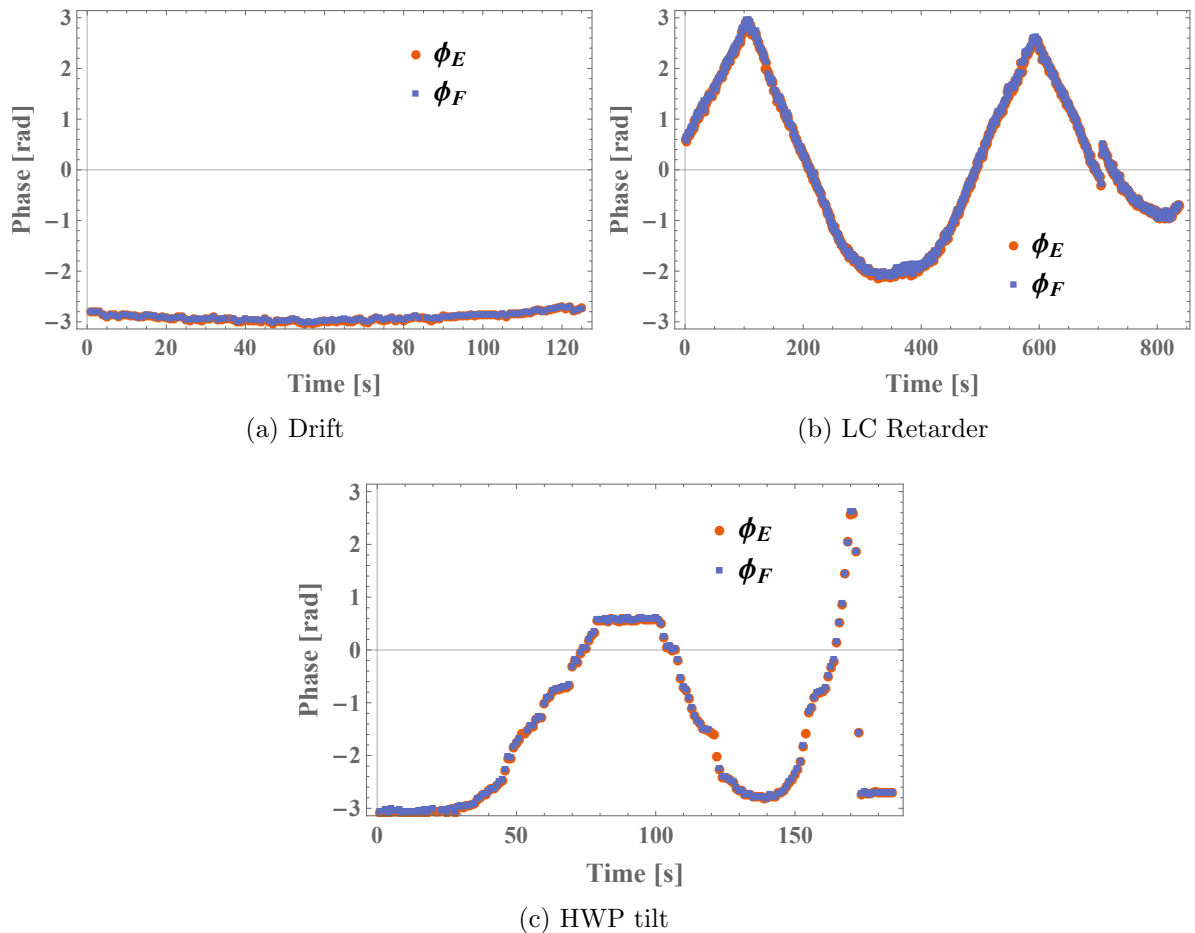 3
2
1
0
−1
−2
−3
Phase [rad]
ϕE
ϕF
0 20 40 60 80 100 120
Time [s]
(a) Drift
3
2
1
0
−1
−2
−3
Phase [rad]
ϕE
ϕF
0 200 400 600 800
Time [s]
(b) LC Retarder
3
2
1
0
−1
−2
−3
Phase [rad]
ϕE
ϕF
0 50 100 150
Time [s]
(c) HWP tilt